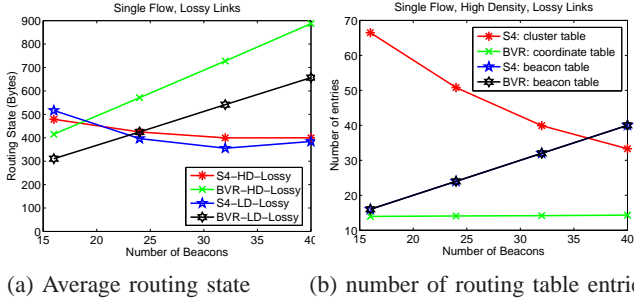 Single Flow, Lossy Links
900
800
700
600
500
400
300
200
100
0
Routing State (Bytes)
S4−HD−Lossy
BVR−HD−Lossy
S4−LD−Lossy
BVR−LD−Lossy
15 20 25 30 35 40
Number of Beacons
(a) Average routing state
Single Flow, High Density, Lossy Links
70
60
50
40
30
20
10
Number of entries
S4: cluster table
BVR: coordinate table
S4: beacon table
BVR: beacon table
15 20 25 30 35 40
Number of Beacons
(b) number of routing table entrie